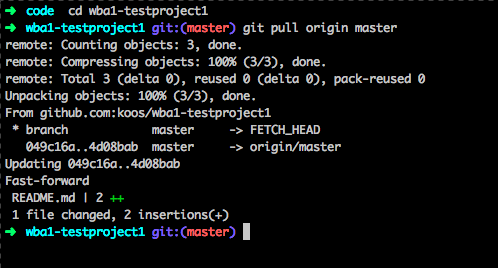 ➜ code cd wba1-testproject1
➜ wba1-testproject1 git:(master) git pull origin master
remote: Counting objects: 3, done.
remote: Compressing objects: 100% (3/3), done.
remote: Total 3 (delta 0), reused 0 (delta 0), pack-reused 0
Unpacking objects: 100% (3/3), done.
From github.com:koos/wba1-testproject1
 * branch            master     -> FETCH_HEAD
   049c16a..4d08bab  master     -> origin/master
Updating 049c16a..4d08bab
Fast-forward
 README.md | 2 ++
 1 file changed, 2 insertions(+)
➜ wba1-testproject1 git:(master)